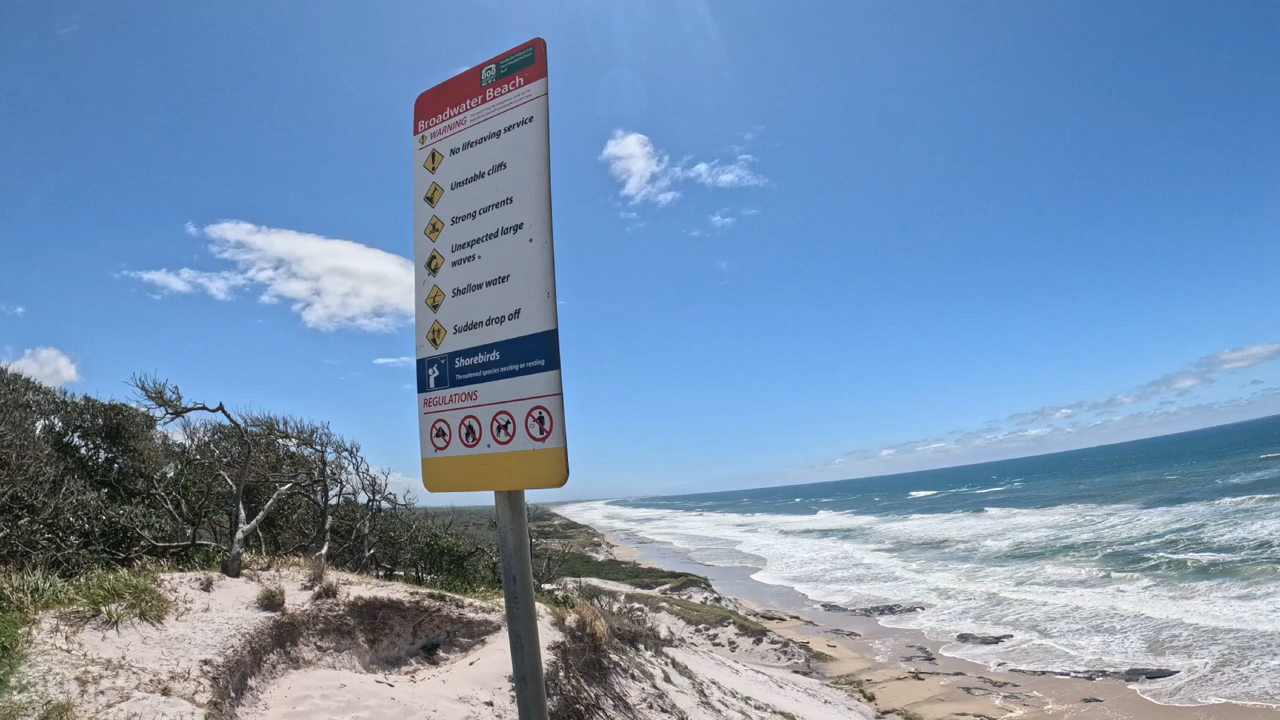 000
Broadwater Beach
WARNING
No lifesaving service
Unstable cliffs
Strong currents
Unexpected large
waves
Shallow water
Sudden drop off
Shorebirds
Threatened species nesting or resting
REGULATIONS